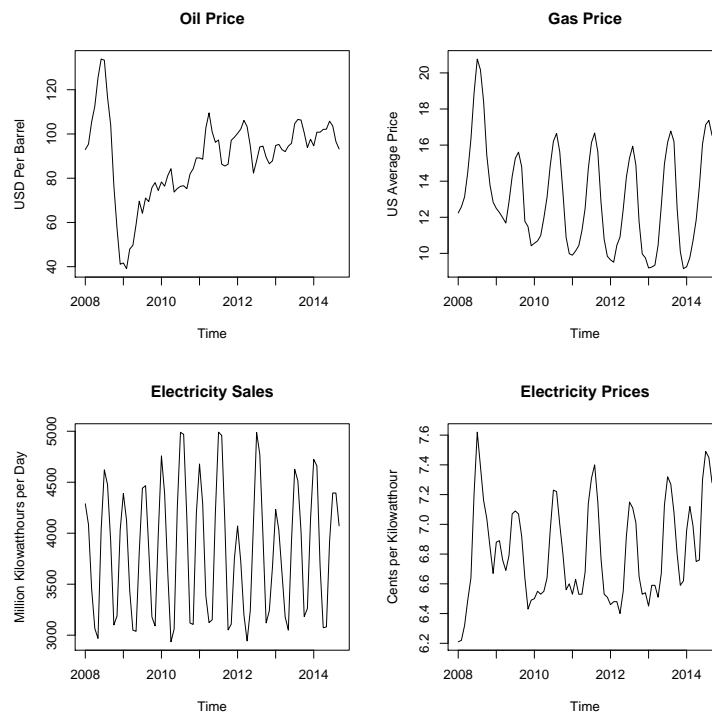 Oil Price
USD Per Barrel
40 60 80 100 120
2008 2010 2012 2014
Time
Gas Price
US Average Price
10 12 14 16 18 20
2008 2010 2012 2014
Time
Electricity Sales
Million Kilowatthours per Day
3000 3500 4000 4500 5000
2008 2010 2012 2014
Time
Electricity Prices
Cents per Kilowatthour
6.2 6.4 6.6 6.8 7.0 7.2 7.4 7.6
2008 2010 2012 2014
Time